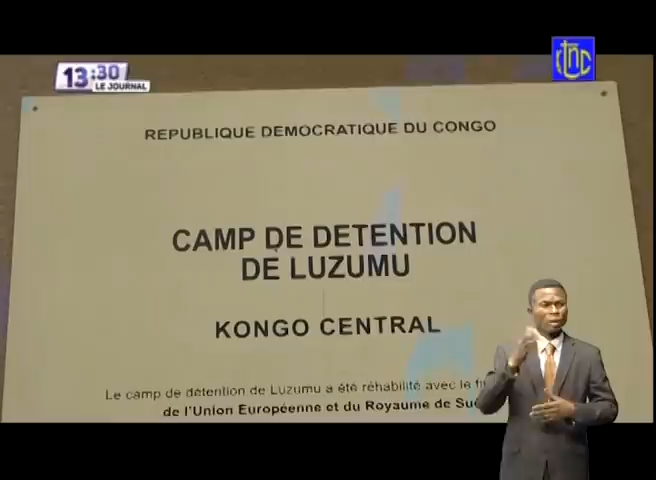 13:30
LE JOURNAL
rtnc
REPUBLIQUE DEMOCRATIQUE DU CONGO
CAMP DE DETENTION
DE LUZUMU
KONGO CENTRAL
Le camp de détention de Luzumu a été réhabilité avec le
de l'Union Européenne et du Royaume de